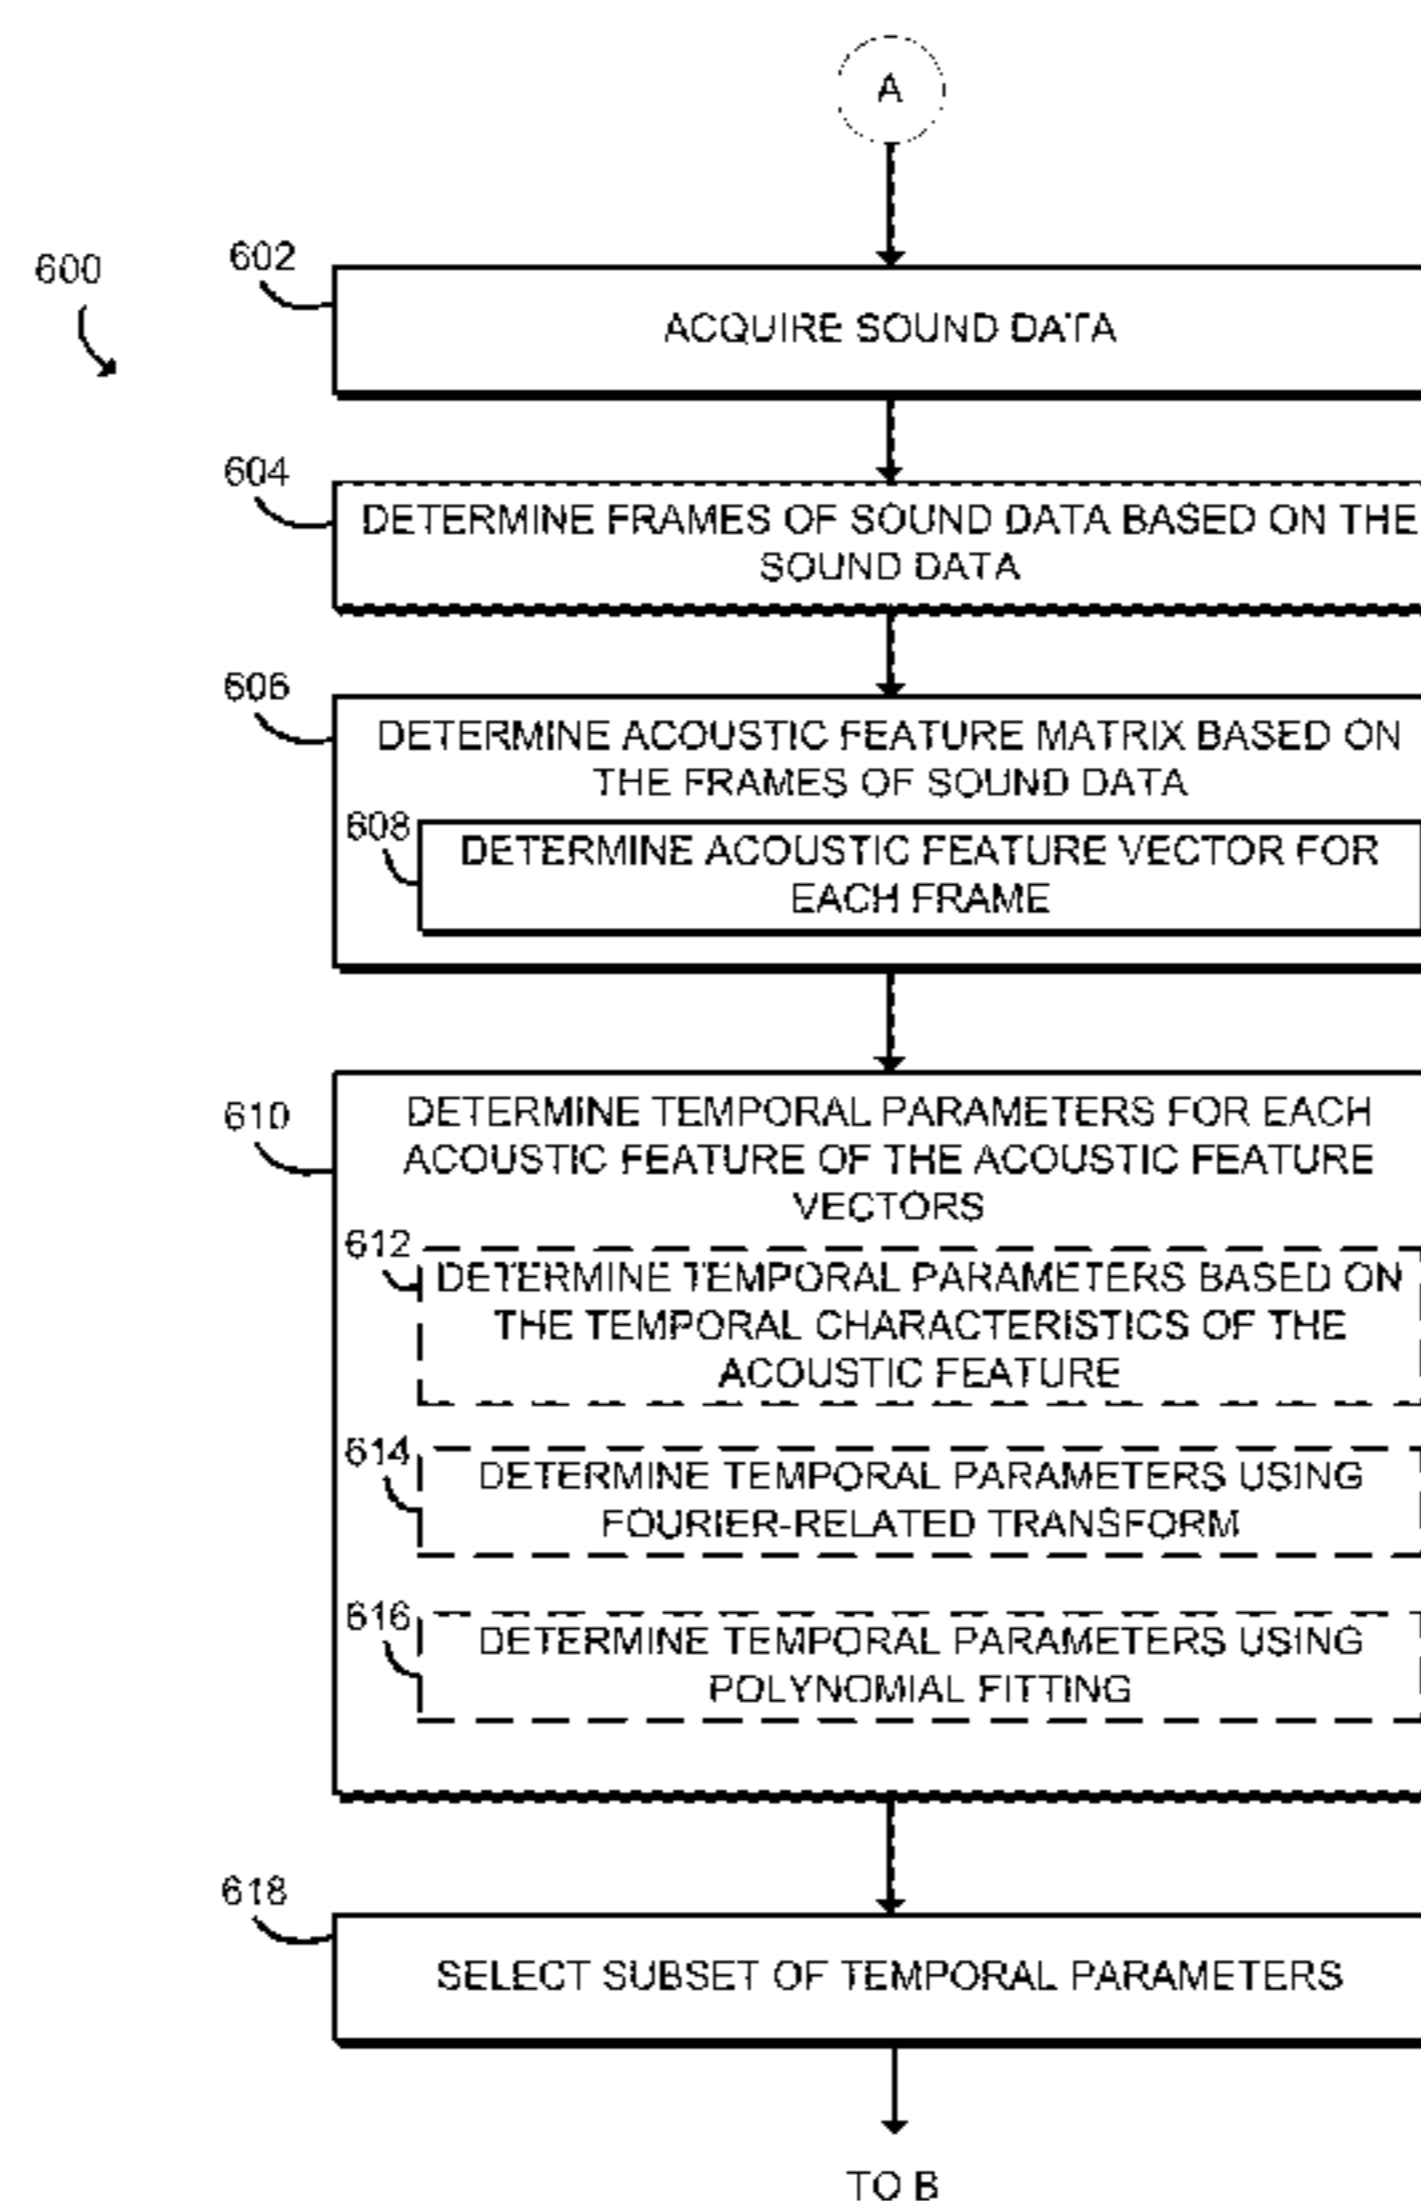 A
600
602
ACQUIRE SOUND DATA
604
DETERMINE FRAMES OF SOUND DATA BASED ON THE
SOUND DATA
606
DETERMINE ACOUSTIC FEATURE MATRIX BASED ON
THE FRAMES OF SOUND DATA
608
DETERMINE ACOUSTIC FEATURE VECTOR FOR
EACH FRAME
610
DETERMINE TEMPORAL PARAMETERS FOR EACH
ACOUSTIC FEATURE OF THE ACOUSTIC FEATURE
VECTORS
612
DETERMINE TEMPORAL PARAMETERS BASED ON
THE TEMPORAL CHARACTERISTICS OF THE
ACOUSTIC FEATURE
614
DETERMINE TEMPORAL PARAMETERS USING
FOURIER-RELATED TRANSFORM
616
DETERMINE TEMPORAL PARAMETERS USING
POLYNOMIAL FITTING
618
SELECT SUBSET OF TEMPORAL PARAMETERS
TO B